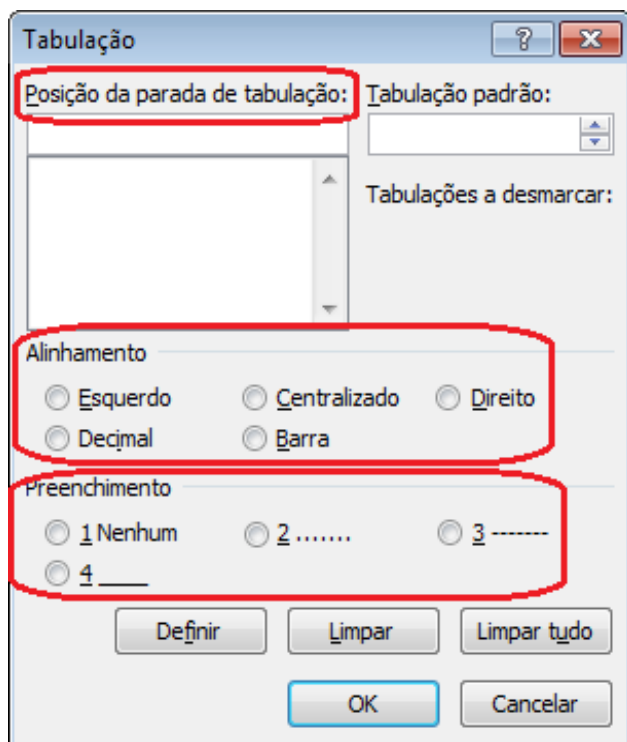 Tabulação
Posição da parada de tabulação: Tabulação padrão:
Tabulações a desmarcar:
Alinhamento
Esquerdo Centralizado Direito
Decimal Barra
Preenchimento
1 Nenhum 2 ....... 3 -------
4 ____
Definir Limpar Limpar tudo
OK Cancelar